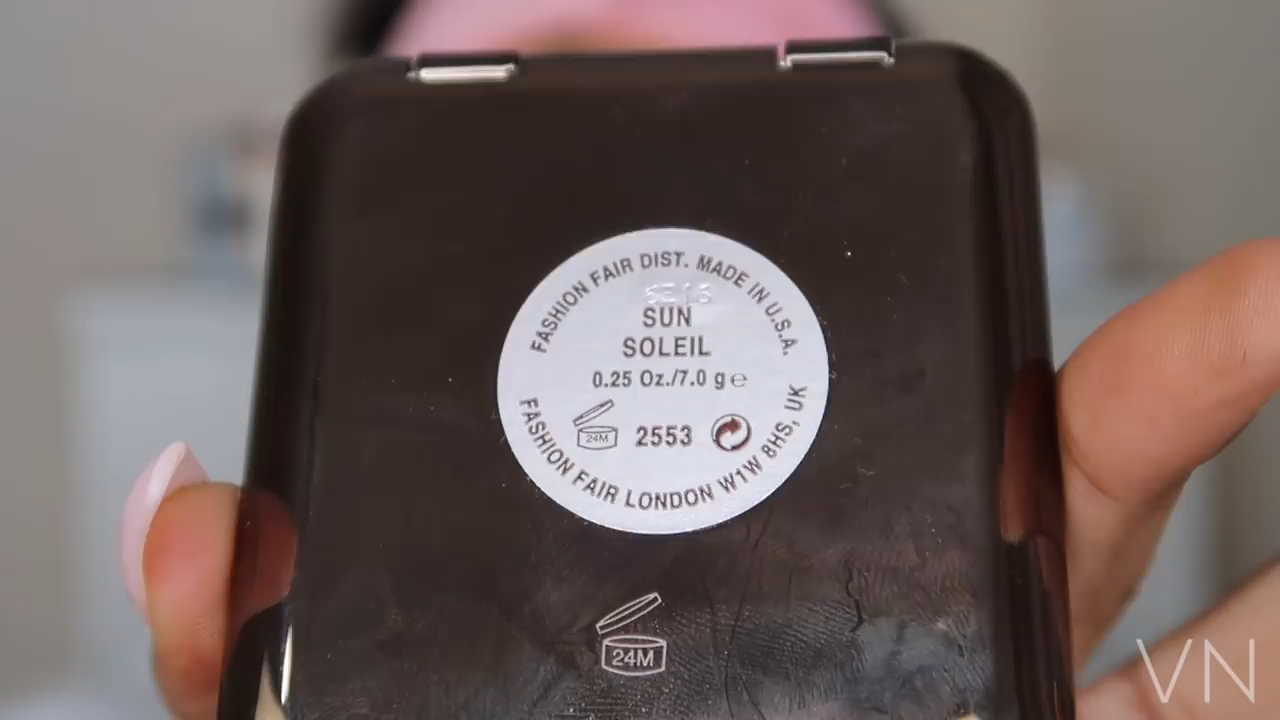 FASHION FAIR DIST. MADE IN U.S.A.
SUN
SOLEIL
0.25 Oz./7.0 g e
24M
2553
FASHION FAIR LONDON W1W 8HS, UK
24M
VN